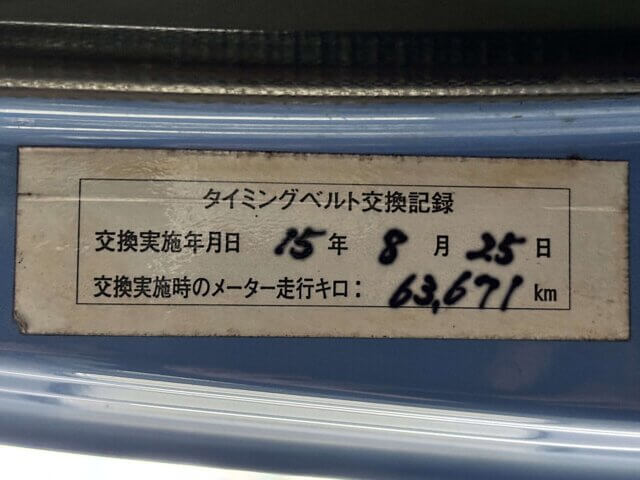 タイミングベルト交換記録
交換実施年月日 15年 8月 25日
交換実施時のメーター走行キロ： 63,671 km